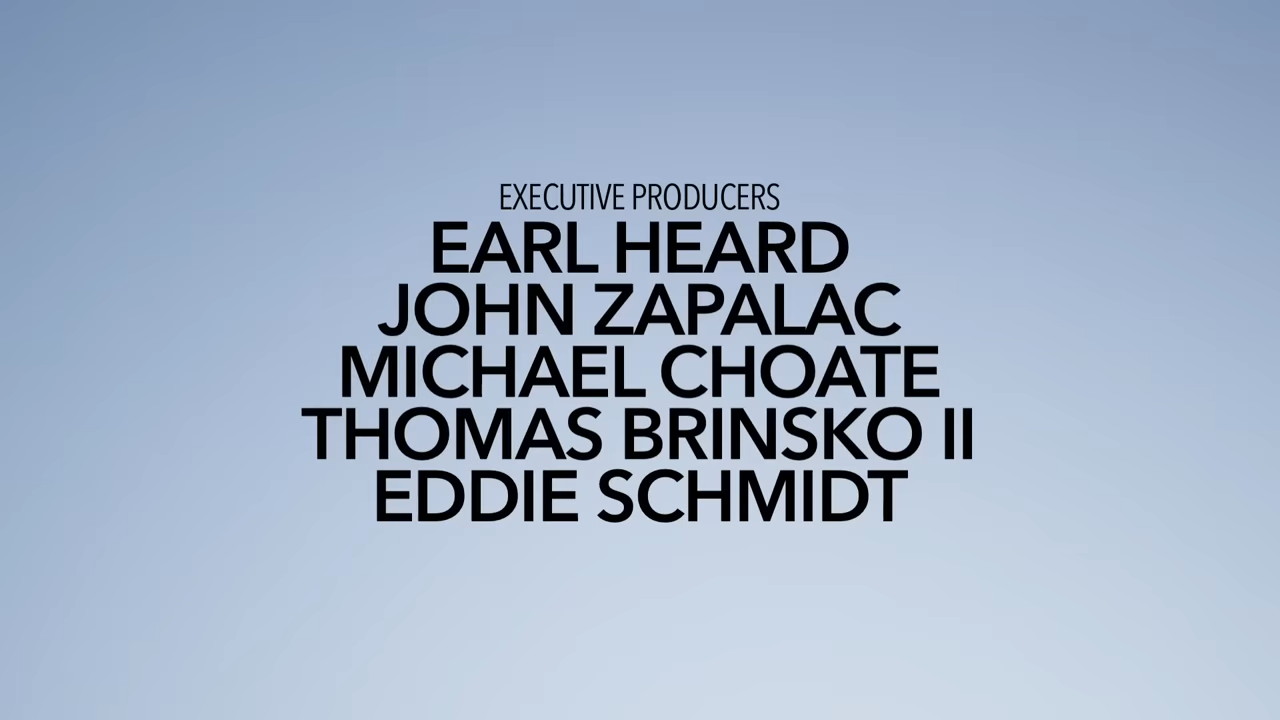 EXECUTIVE PRODUCERS
EARL HEARD
JOHN ZAPALAC
MICHAEL CHOATE
THOMAS BRINSKO II
EDDIE SCHMIDT